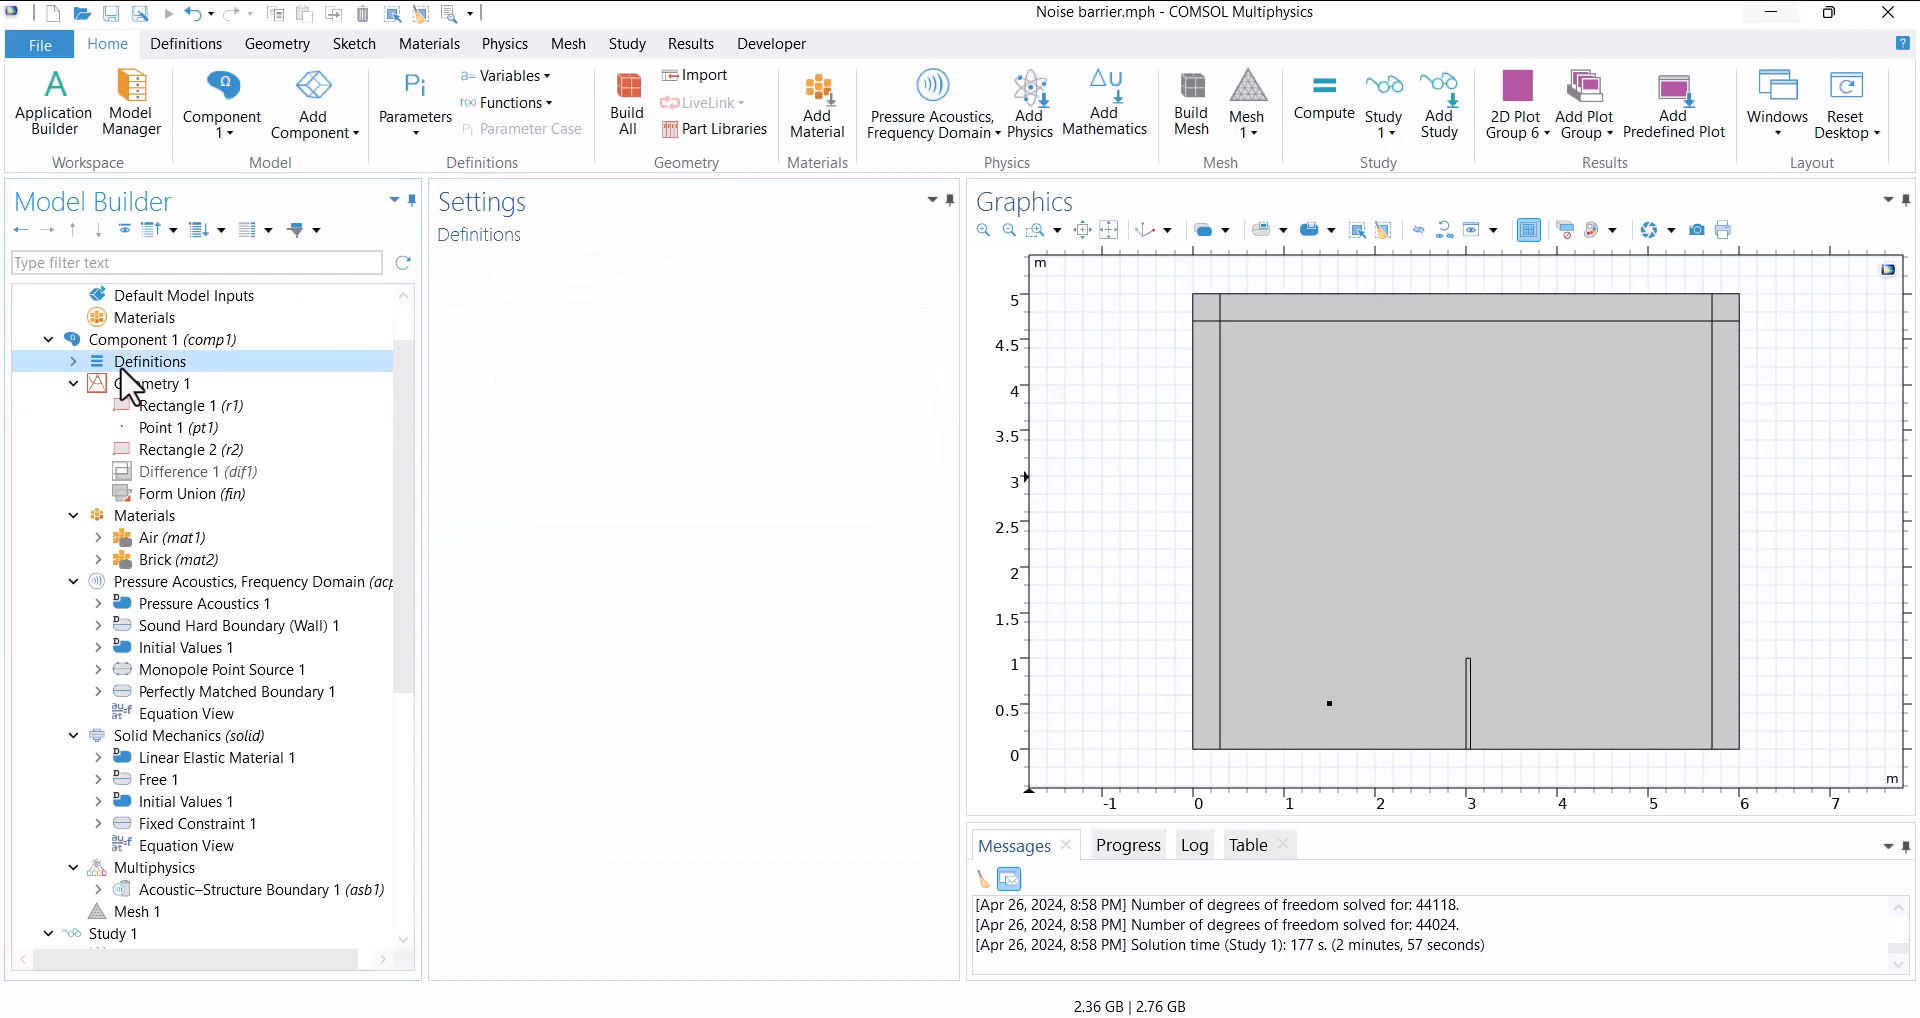 Noise barrier.mph - COMSOL Multiphysics
File Home Definitions Geometry Sketch Materials Physics Mesh Study Results Developer
Application Builder
Model Manager
Workspace
Component 1
Add Component
Model
Pi
Parameters
a= Variables
f(x) Functions
Pi Parameter Case
Definitions
Build All
Import
LiveLink
Part Libraries
Geometry
Add Material
Materials
Pressure Acoustics, Frequency Domain
Add Physics
Δu
Add Mathematics
Physics
Build Mesh
Mesh 1
Mesh
Compute
Study 1
Add Study
Study
2D Plot Group 6
Add Plot Group
Add Predefined Plot
Results
Windows
Reset Desktop
Layout
Model Builder
Type filter text
Default Model Inputs
Materials
Component 1 (comp1)
Definitions
metry 1
Rectangle 1 (r1)
Point 1 (pt1)
Rectangle 2 (r2)
Difference 1 (dif1)
Form Union (fin)
Materials
Air (mat1)
Brick (mat2)
Pressure Acoustics, Frequency Domain (acp
Pressure Acoustics 1
Sound Hard Boundary (Wall) 1
Initial Values 1
Monopole Point Source 1
Perfectly Matched Boundary 1
Equation View
Solid Mechanics (solid)
Linear Elastic Material 1
Free 1
Initial Values 1
Fixed Constraint 1
Equation View
Multiphysics
Acoustic–Structure Boundary 1 (asb1)
Mesh 1
Study 1
Settings
Definitions
Graphics
m
5
4.5
4
3.5
3
2.5
2
1.5
1
0.5
0
m
-1 0 1 2 3 4 5 6 7
Messages Progress Log Table
[Apr 26, 2024, 8:58 PM] Number of degrees of freedom solved for: 44118.
[Apr 26, 2024, 8:58 PM] Number of degrees of freedom solved for: 44024.
[Apr 26, 2024, 8:58 PM] Solution time (Study 1): 177 s. (2 minutes, 57 seconds)
2.36 GB | 2.76 GB